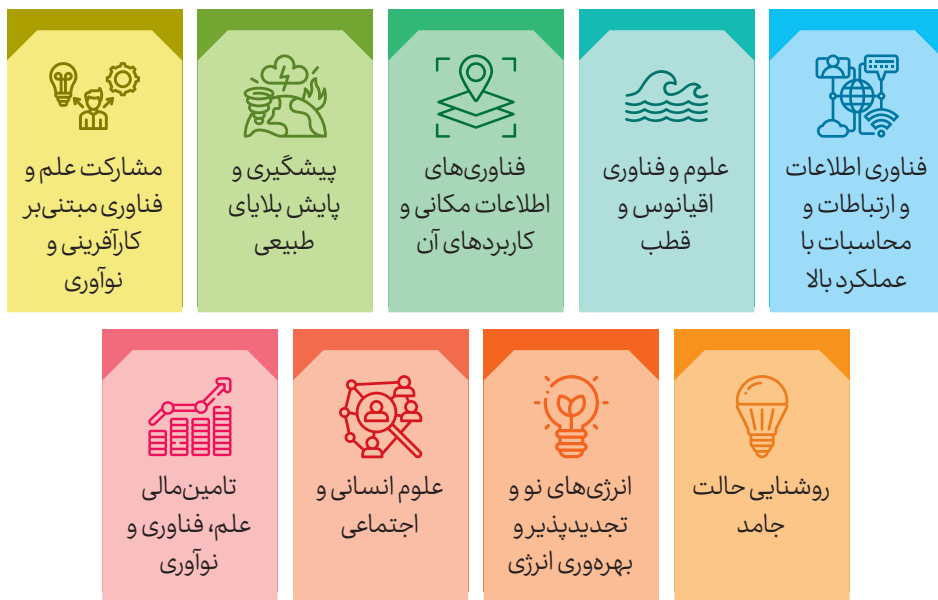 فناوری اطلاعات
و ارتباطات و
محاسبات با
عملکرد بالا
علوم و فناوری
اقیانوس و
قطب
فناوری‌های
اطلاعات مکانی و
کاربردهای آن
پیشگیری و
پایش بلایای
طبیعی
مشارکت علم و
فناوری مبتنی‌بر
کارآفرینی و
نوآوری
روشنایی حالت
جامد
انرژی‌های نو و
تجدیدپذیر و
بهره‌وری انرژی
علوم انسانی و
اجتماعی
تامین‌مالی
علم، فناوری و
نوآوری